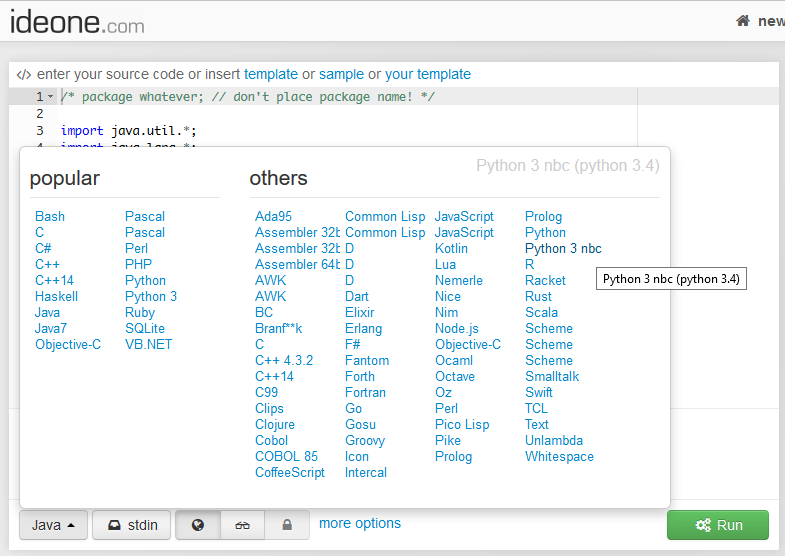 ideone.com
new
</> enter your source code or insert template or sample or your template
1 /* package whatever; // don't place package name! */
2
3 import java.util.*;
4 import java.lang.*;
Python 3 nbc (python 3.4)
popular
Bash Pascal
C Pascal
C# Perl
C++ PHP
C++14 Python
Haskell Python 3
Java Ruby
Java7 SQLite
Objective-C VB.NET
others
Ada95 Common Lisp JavaScript Prolog
Assembler 32b Common Lisp JavaScript Python
Assembler 32b D Kotlin Python 3 nbc
Assembler 64b D Lua R
AWK D Nemerle Racket
AWK Dart Nice Rust
BC Elixir Nim Scala
Branf**k Erlang Node.js Scheme
C F# Objective-C Scheme
C++ 4.3.2 Fantom Ocaml Scheme
C++14 Forth Octave Smalltalk
C99 Fortran Oz Swift
Clips Go Perl TCL
Clojure Gosu Pico Lisp Text
Cobol Groovy Pike Unlambda
COBOL 85 Icon Prolog Whitespace
CoffeeScript Intercal
Python 3 nbc (python 3.4)
Java stdin more options Run